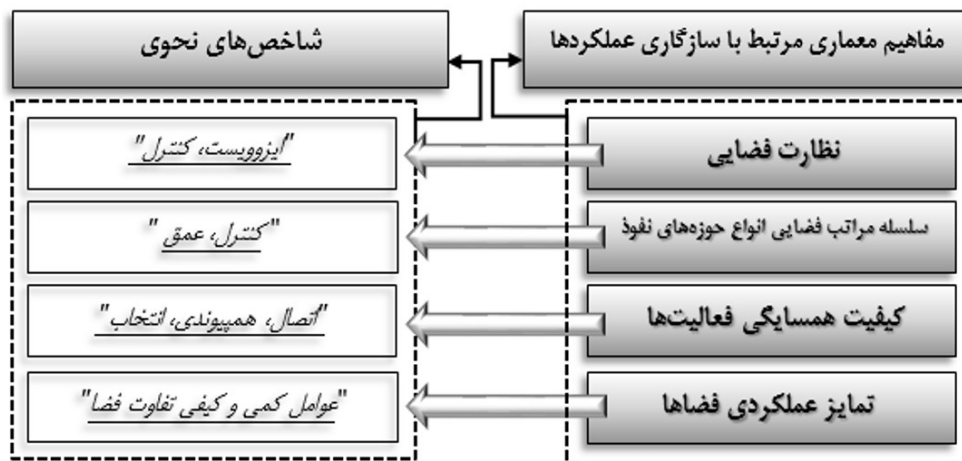 مفاهیم معماری مرتبط با سازگاری عملکردها
شاخص‌های نحوی
نظارت فضایی
"ایزوویست، کنترل"
سلسله مراتب فضایی انواع حوزه‌های نفوذ
"کنترل، عمق"
کیفیت همسایگی فعالیت‌ها
"اتصال، همپیوندی، انتخاب"
تمایز عملکردی فضاها
"عوامل کمی و کیفی تفاوت فضا"